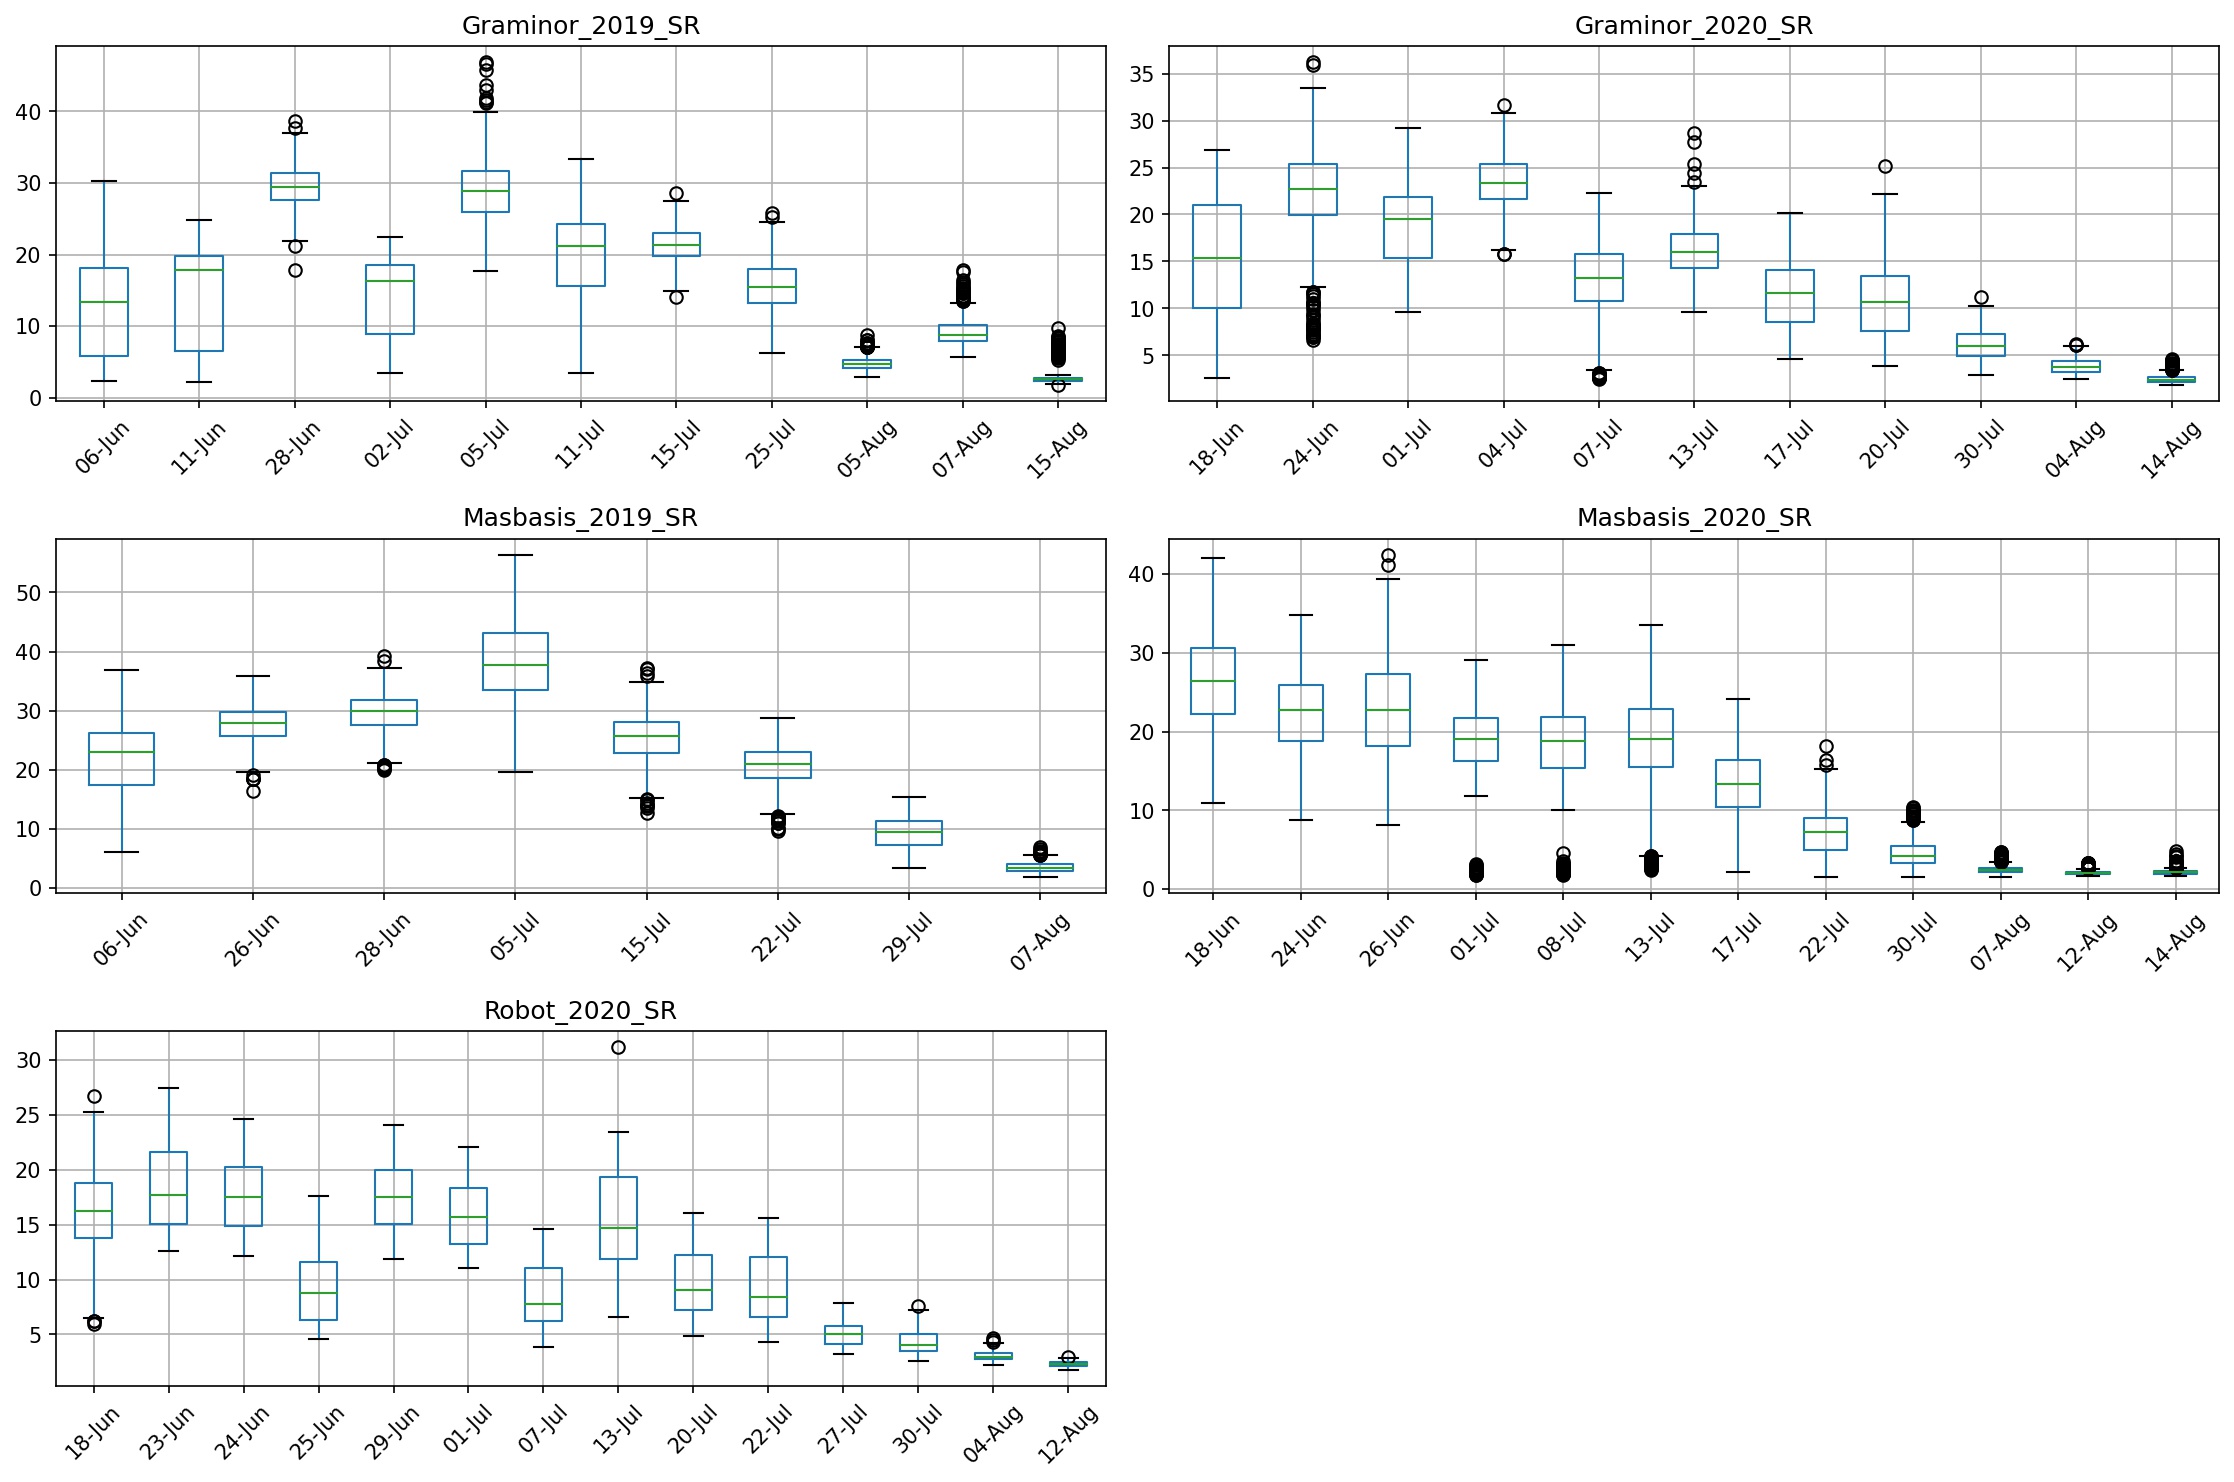 Graminor_2019_SR
40
30
20
10
0
06-Jun 11-Jun 28-Jun 02-Jul 05-Jul 11-Jul 15-Jul 25-Jul 05-Aug 07-Aug 15-Aug
Graminor_2020_SR
35
30
25
20
15
10
5
18-Jun 24-Jun 01-Jul 04-Jul 07-Jul 13-Jul 17-Jul 20-Jul 30-Jul 04-Aug 14-Aug
Masbasis_2019_SR
50
40
30
20
10
0
06-Jun 26-Jun 28-Jun 05-Jul 15-Jul 22-Jul 29-Jul 07-Aug
Masbasis_2020_SR
40
30
20
10
0
18-Jun 24-Jun 26-Jun 01-Jul 08-Jul 13-Jul 17-Jul 22-Jul 30-Jul 07-Aug 12-Aug 14-Aug
Robot_2020_SR
30
25
20
15
10
5
18-Jun 23-Jun 24-Jun 25-Jun 29-Jun 01-Jul 07-Jul 13-Jul 20-Jul 22-Jul 27-Jul 30-Jul 04-Aug 12-Aug